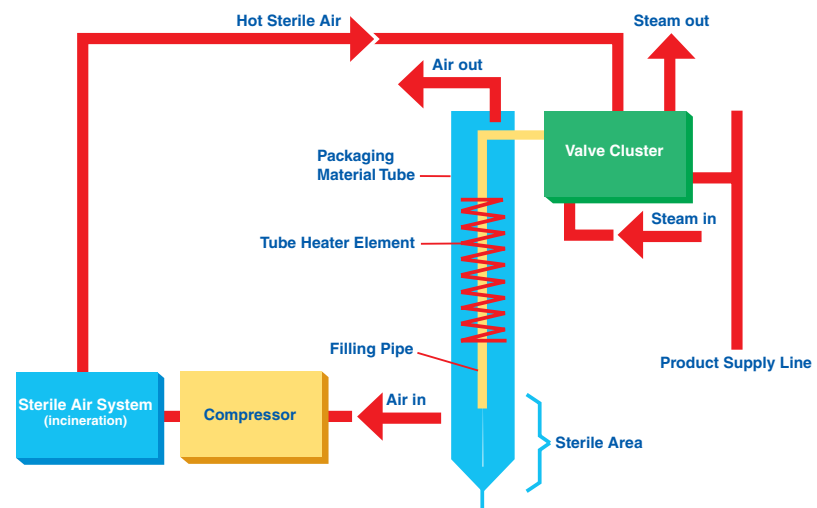 Hot Sterile Air
Steam out
Air out
Valve Cluster
Packaging
Material Tube
Steam in
Tube Heater Element
Filling Pipe
Product Supply Line
Sterile Air System
(incineration)
Compressor
Air in
Sterile Area